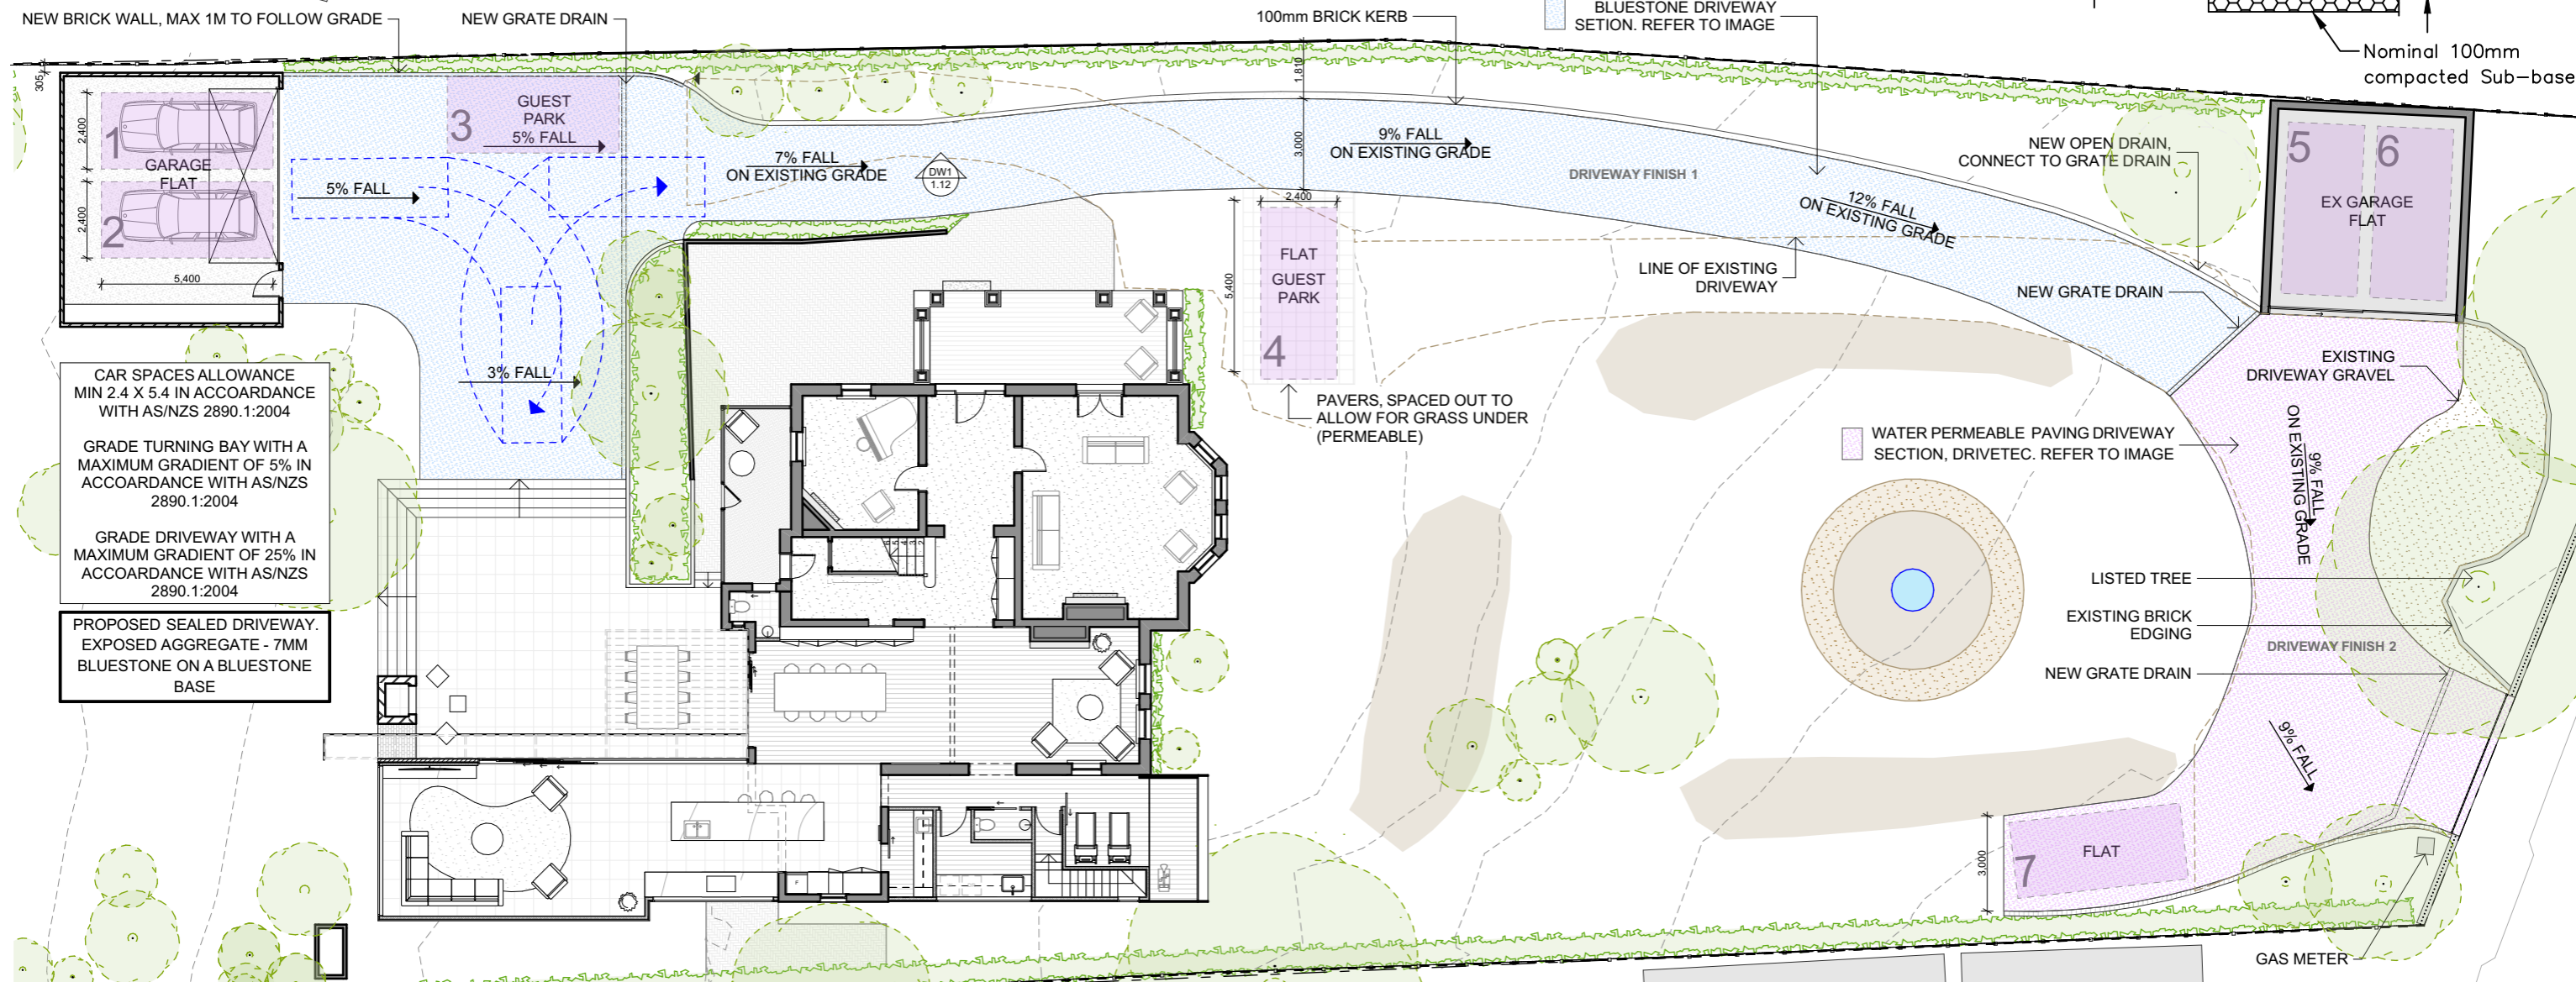 NEW BRICK WALL, MAX 1M TO FOLLOW GRADE
NEW GRATE DRAIN
100mm BRICK KERB
BLUESTONE DRIVEWAY
SETION. REFER TO IMAGE
Nominal 100mm
compacted Sub-base
305
1,810
3,000
2,400
2,400
5,400
1
2
GARAGE
FLAT
3
GUEST
PARK
5% FALL
5% FALL
3% FALL
7% FALL
ON EXISTING GRADE
DW1
1.12
9% FALL
ON EXISTING GRADE
DRIVEWAY FINISH 1
12% FALL
ON EXISTING GRADE
NEW OPEN DRAIN,
CONNECT TO GRATE DRAIN
5
6
EX GARAGE
FLAT
2,400
5,400
FLAT
GUEST
PARK
4
LINE OF EXISTING
DRIVEWAY
NEW GRATE DRAIN
EXISTING
DRIVEWAY GRAVEL
PAVERS, SPACED OUT TO
ALLOW FOR GRASS UNDER
(PERMEABLE)
WATER PERMEABLE PAVING DRIVEWAY
SECTION, DRIVETEC. REFER TO IMAGE
9% FALL
ON EXISTING GRADE
CAR SPACES ALLOWANCE
MIN 2.4 X 5.4 IN ACCOARDANCE
WITH AS/NZS 2890.1:2004
GRADE TURNING BAY WITH A
MAXIMUM GRADIENT OF 5% IN
ACCOARDANCE WITH AS/NZS
2890.1:2004
GRADE DRIVEWAY WITH A
MAXIMUM GRADIENT OF 25% IN
ACCOARDANCE WITH AS/NZS
2890.1:2004
PROPOSED SEALED DRIVEWAY.
EXPOSED AGGREGATE - 7MM
BLUESTONE ON A BLUESTONE
BASE
LISTED TREE
EXISTING BRICK
EDGING
DRIVEWAY FINISH 2
NEW GRATE DRAIN
9% FALL
3,000
7
FLAT
GAS METER